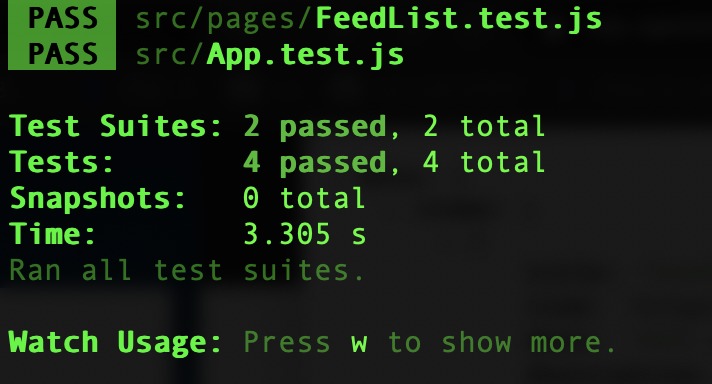 PASS src/pages/FeedList.test.js
PASS src/App.test.js
Test Suites: 2 passed, 2 total
Tests: 4 passed, 4 total
Snapshots: 0 total
Time: 3.305 s
Ran all test suites.
Watch Usage: Press w to show more.